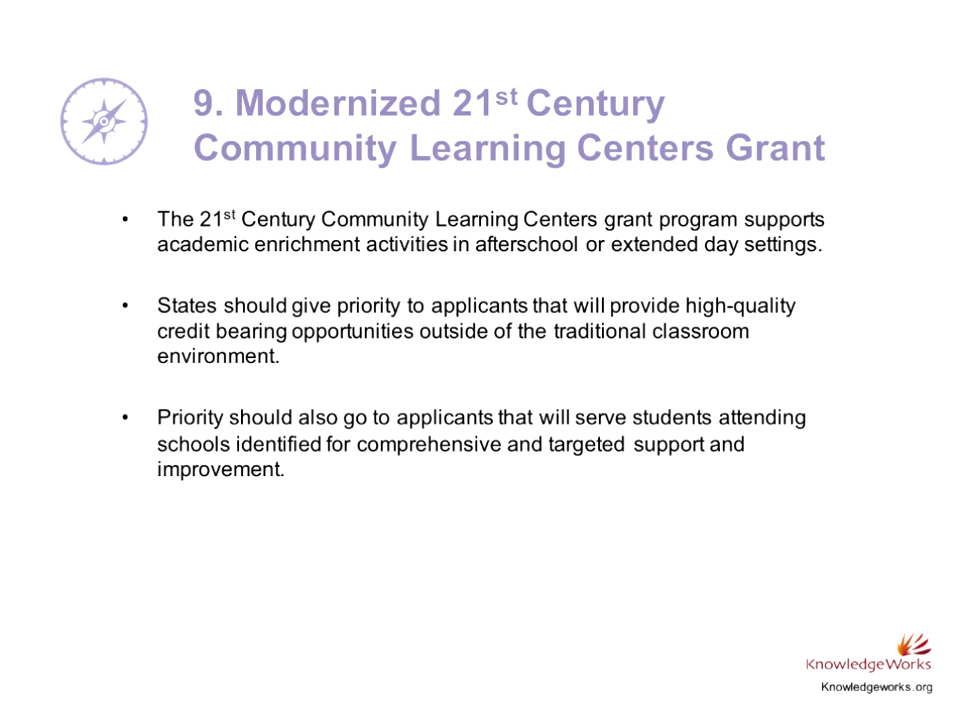 9. Modernized 21st Century
Community Learning Centers Grant
• The 21st Century Community Learning Centers grant program supports
academic enrichment activities in afterschool or extended day settings.
• States should give priority to applicants that will provide high-quality
credit bearing opportunities outside of the traditional classroom
environment.
• Priority should also go to applicants that will serve students attending
schools identified for comprehensive and targeted support and
improvement.
KnowledgeWorks
Knowledgeworks.org